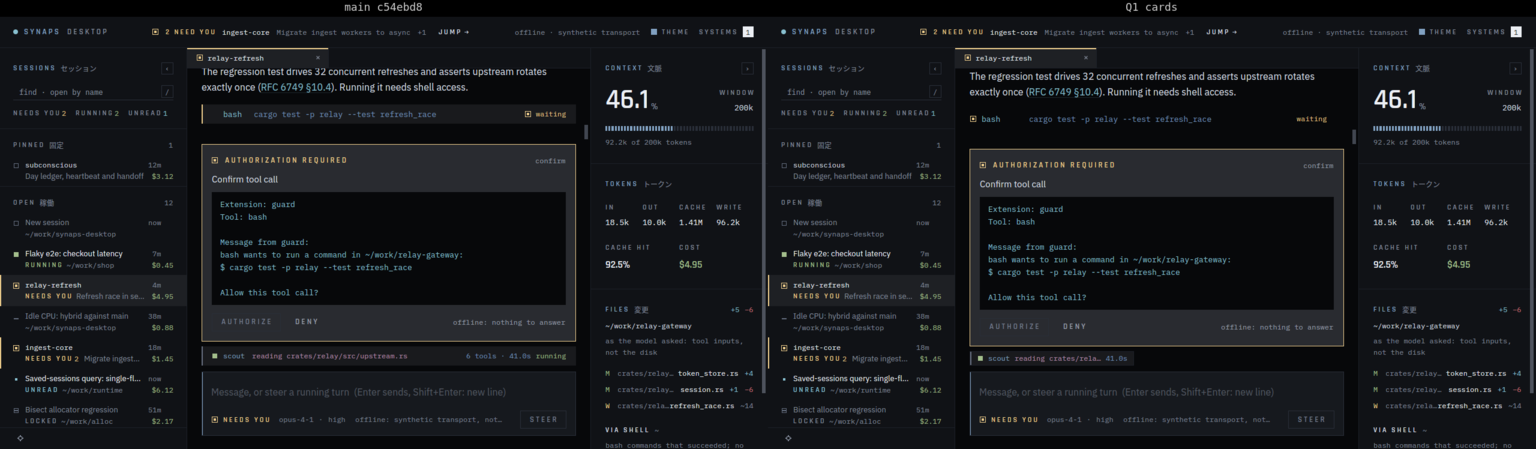 main c54ebd8
SYNAPS DESKTOP
2 NEED YOU ingest-core Migrate ingest workers to async +1 JUMP →
offline · synthetic transport
THEME SYSTEMS 1
SESSIONS セッション
find · open by name /
NEEDS YOU 2 RUNNING 2 UNREAD 1
PINNED 固定 1
subconscious 12m
Day ledger, heartbeat and handoff $3.12
OPEN 稼働 12
New session now
~/work/synaps-desktop
Flaky e2e: checkout latency 7m
RUNNING ~/work/shop $0.45
relay-refresh 4m
NEEDS YOU Refresh race in se… $4.95
Idle CPU: hybrid against main 38m
~/work/synaps-desktop $0.88
ingest-core 18m
NEEDS YOU 2 Migrate ingest… $1.45
Saved-sessions query: single-fl… now
UNREAD ~/work/runtime $6.12
Bisect allocator regression 51m
LOCKED ~/work/alloc $2.17
relay-refresh ×
The regression test drives 32 concurrent refreshes and asserts upstream rotates
exactly once (RFC 6749 §10.4). Running it needs shell access.
bash cargo test -p relay --test refresh_race waiting
AUTHORIZATION REQUIRED confirm
Confirm tool call
Extension: guard
Tool: bash
Message from guard:
bash wants to run a command in ~/work/relay-gateway:
$ cargo test -p relay --test refresh_race
Allow this tool call?
AUTHORIZE DENY offline: nothing to answer
scout reading crates/relay/src/upstream.rs 6 tools · 41.0s running
Message, or steer a running turn (Enter sends, Shift+Enter: new line)
NEEDS YOU opus-4-1 · high offline: synthetic transport, not… STEER
CONTEXT 文脈
46.1 % WINDOW
200k
92.2k of 200k tokens
TOKENS トークン
IN OUT CACHE WRITE
18.5k 10.0k 1.41M 96.2k
CACHE HIT COST
92.5% $4.95
FILES 変更 +5 −6
~/work/relay-gateway
as the model asked: tool inputs,
not the disk
M crates/relay… token_store.rs +4
M crates/relay… session.rs +1 −6
W crates/rela…refresh_race.rs ~14
VIA SHELL —
bash commands that succeeded; no
Q1 cards
SYNAPS DESKTOP
2 NEED YOU ingest-core Migrate ingest workers to async +1 JUMP →
offline · synthetic transport
THEME SYSTEMS 1
SESSIONS セッション
find · open by name /
NEEDS YOU 2 RUNNING 2 UNREAD 1
PINNED 固定 1
subconscious 12m
Day ledger, heartbeat and handoff $3.12
OPEN 稼働 12
New session now
~/work/synaps-desktop
Flaky e2e: checkout latency 7m
RUNNING ~/work/shop $0.45
relay-refresh 4m
NEEDS YOU Refresh race in se… $4.95
Idle CPU: hybrid against main 38m
~/work/synaps-desktop $0.88
ingest-core 18m
NEEDS YOU 2 Migrate ingest… $1.45
Saved-sessions query: single-fl… now
UNREAD ~/work/runtime $6.12
Bisect allocator regression 51m
LOCKED ~/work/alloc $2.17
relay-refresh ×
The regression test drives 32 concurrent refreshes and asserts upstream rotates
exactly once (RFC 6749 §10.4). Running it needs shell access.
bash cargo test -p relay --test refresh_race waiting
AUTHORIZATION REQUIRED confirm
Confirm tool call
Extension: guard
Tool: bash
Message from guard:
bash wants to run a command in ~/work/relay-gateway:
$ cargo test -p relay --test refresh_race
Allow this tool call?
AUTHORIZE DENY offline: nothing to answer
scout reading crates/rela… 41.0s
Message, or steer a running turn (Enter sends, Shift+Enter: new line)
NEEDS YOU opus-4-1 · high offline: synthetic transport, not… STEER
CONTEXT 文脈
46.1 % WINDOW
200k
92.2k of 200k tokens
TOKENS トークン
IN OUT CACHE WRITE
18.5k 10.0k 1.41M 96.2k
CACHE HIT COST
92.5% $4.95
FILES 変更 +5 −6
~/work/relay-gateway
as the model asked: tool inputs,
not the disk
M crates/relay… token_store.rs +4
M crates/relay… session.rs +1 −6
W crates/rela…refresh_race.rs ~14
VIA SHELL —
bash commands that succeeded; no